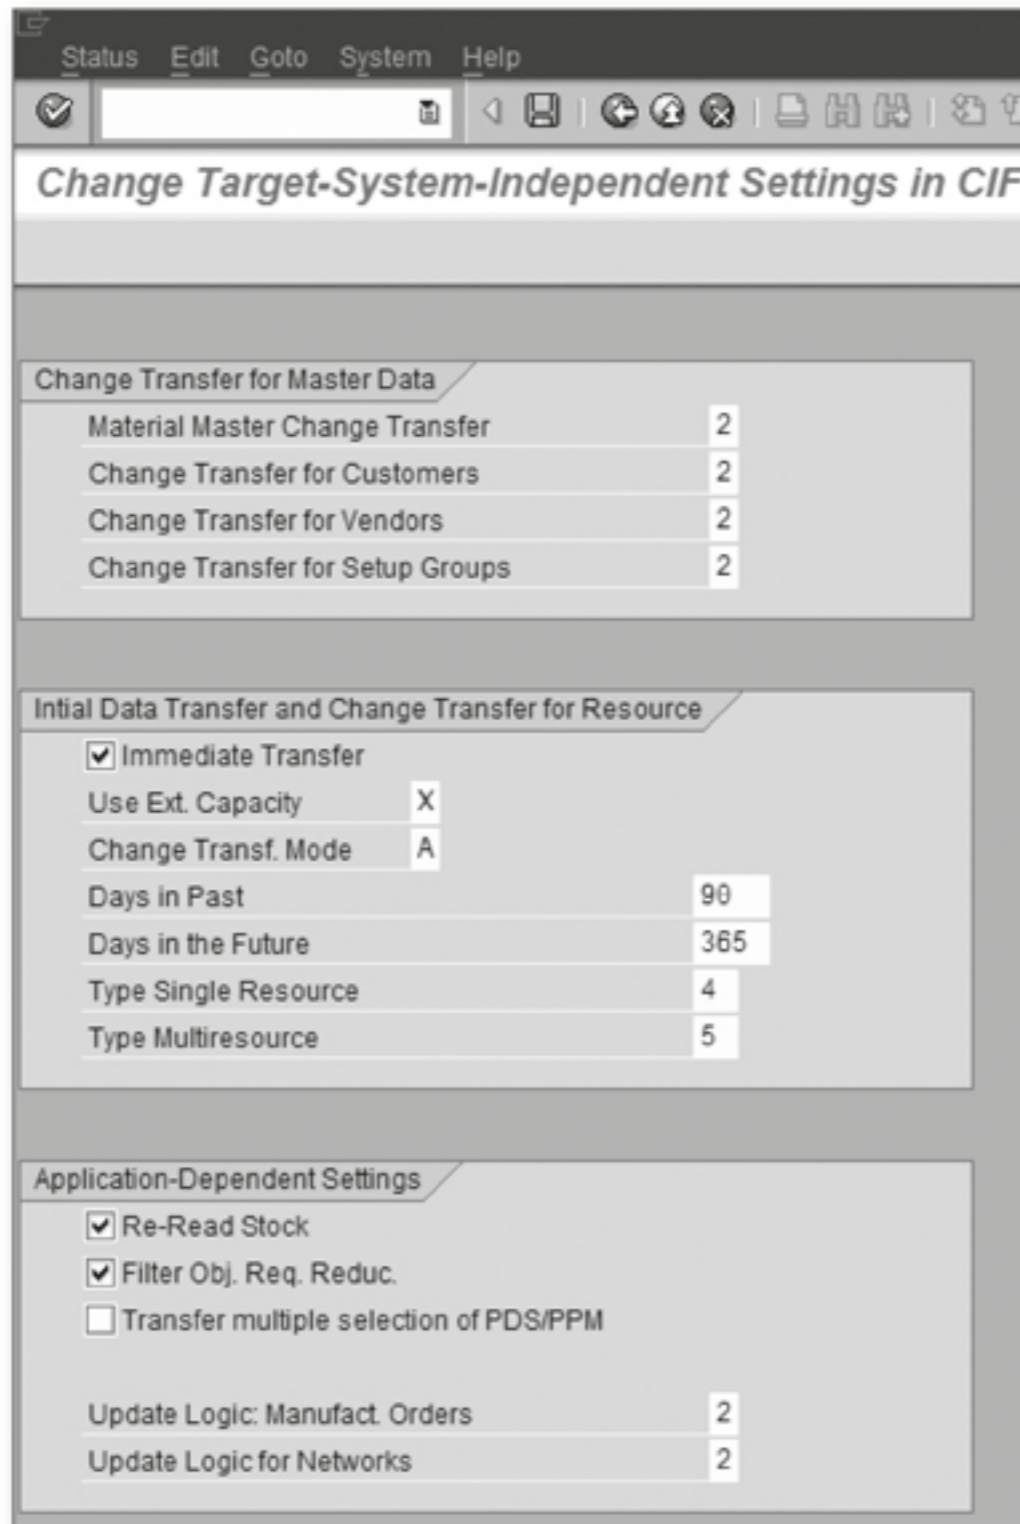 Status Edit Goto System Help
Change Target-System-Independent Settings in CIF
Change Transfer for Master Data
Material Master Change Transfer 2
Change Transfer for Customers 2
Change Transfer for Vendors 2
Change Transfer for Setup Groups 2
Intial Data Transfer and Change Transfer for Resource
Immediate Transfer
Use Ext. Capacity X
Change Transf. Mode A
Days in Past 90
Days in the Future 365
Type Single Resource 4
Type Multiresource 5
Application-Dependent Settings
Re-Read Stock
Filter Obj. Req. Reduc.
Transfer multiple selection of PDS/PPM
Update Logic: Manufact. Orders 2
Update Logic for Networks 2